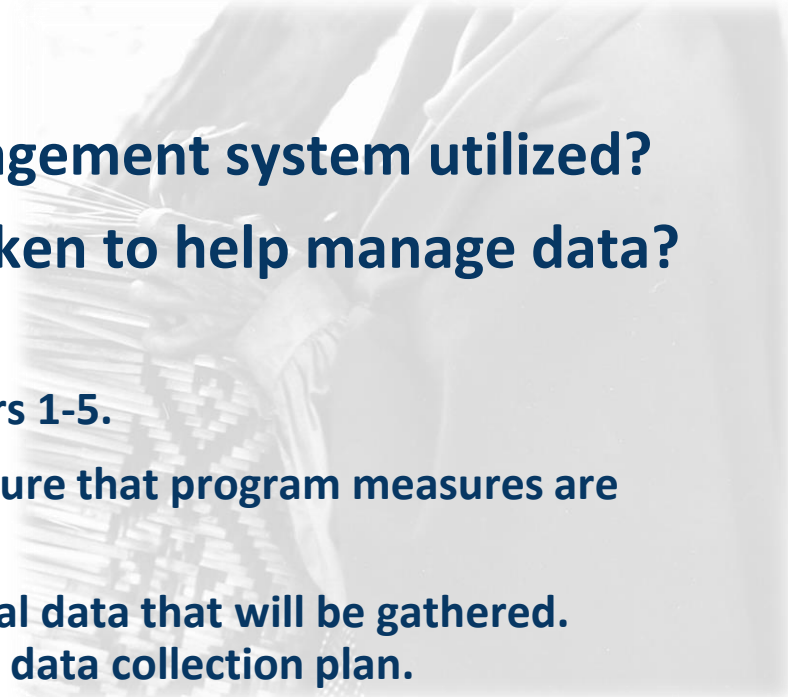 agement system utilized?
ken to help manage data?
rs 1-5.
ure that program measures are
al data that will be gathered.
data collection plan.